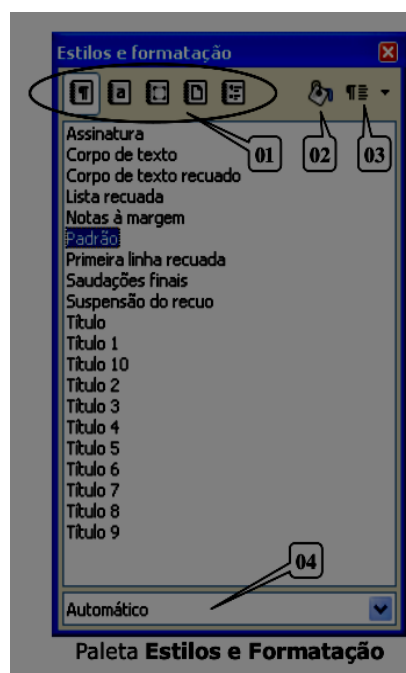 Estilos e formatação
01
02
03
Assinatura
Corpo de texto
Corpo de texto recuado
Lista recuada
Notas à margem
Padrão
Primeira linha recuada
Saudações finais
Suspensão do recuo
Título
Título 1
Título 10
Título 2
Título 3
Título 4
Título 5
Título 6
Título 7
Título 8
Título 9
04
Automático
Paleta Estilos e Formatação